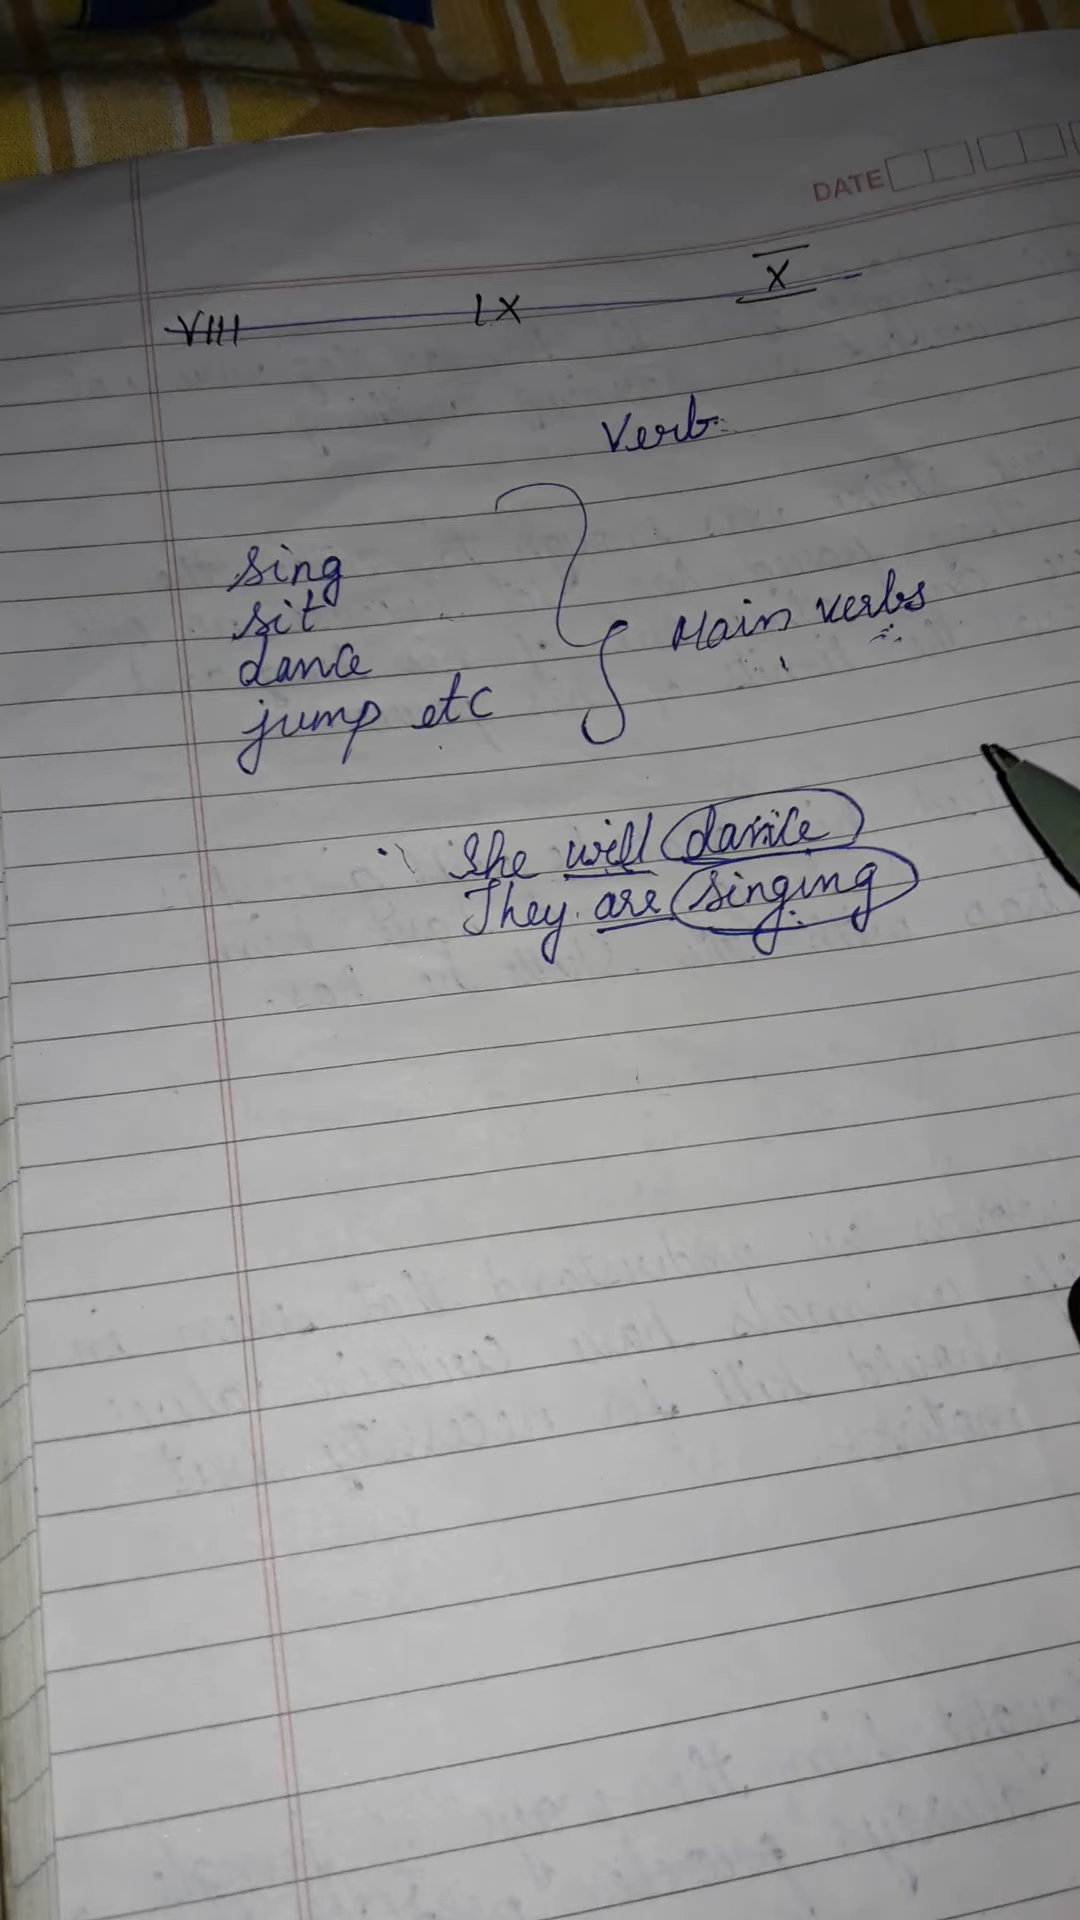 DATE
VIII IX X
Verb
sing
sit
dance
jump etc
Main verbs
She will dance
They are singing